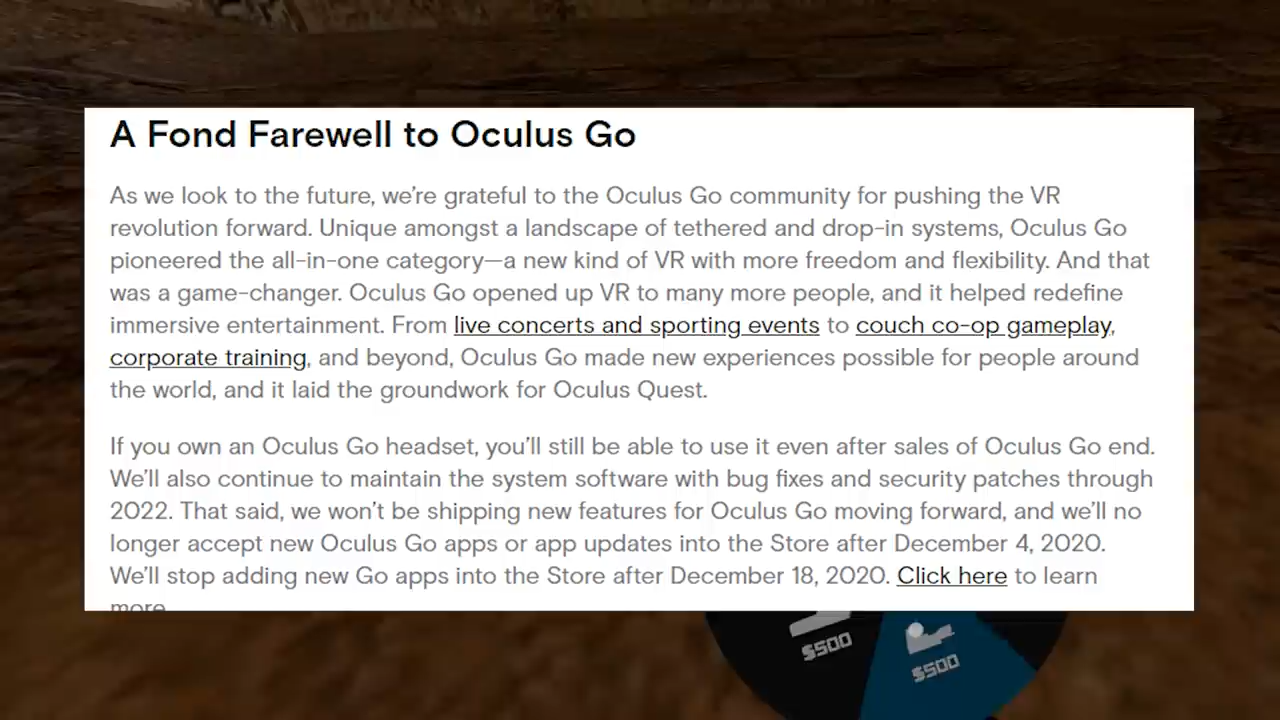 A Fond Farewell to Oculus Go
As we look to the future, we're grateful to the Oculus Go community for pushing the VR
revolution forward. Unique amongst a landscape of tethered and drop-in systems, Oculus Go
pioneered the all-in-one category—a new kind of VR with more freedom and flexibility. And that
was a game-changer. Oculus Go opened up VR to many more people, and it helped redefine
immersive entertainment. From live concerts and sporting events to couch co-op gameplay,
corporate training, and beyond, Oculus Go made new experiences possible for people around
the world, and it laid the groundwork for Oculus Quest.
If you own an Oculus Go headset, you'll still be able to use it even after sales of Oculus Go end.
We'll also continue to maintain the system software with bug fixes and security patches through
2022. That said, we won't be shipping new features for Oculus Go moving forward, and we'll no
longer accept new Oculus Go apps or app updates into the Store after December 4, 2020.
We'll stop adding new Go apps into the Store after December 18, 2020. Click here to learn
more.
$500
$500